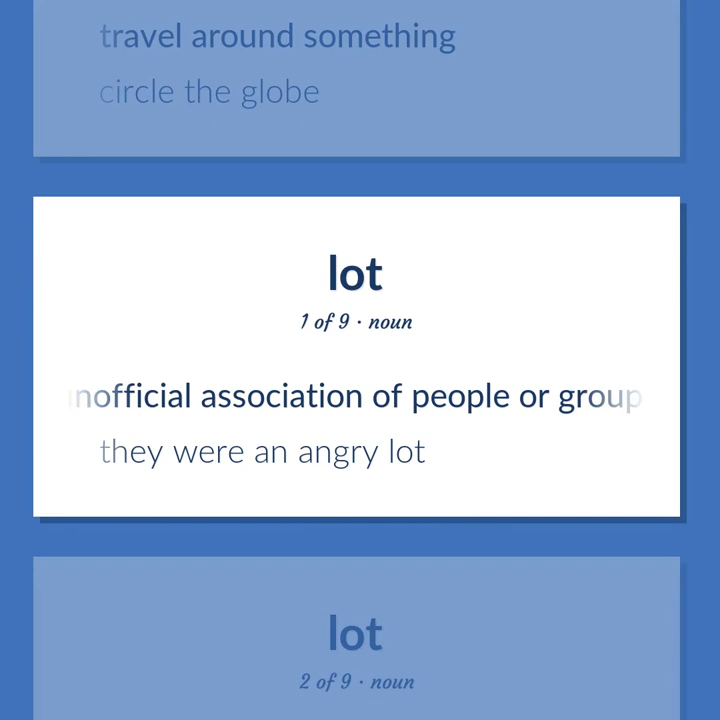 travel around something
circle the globe
lot
1 of 9 · noun
unofficial association of people or group
they were an angry lot
lot
2 of 9 · noun